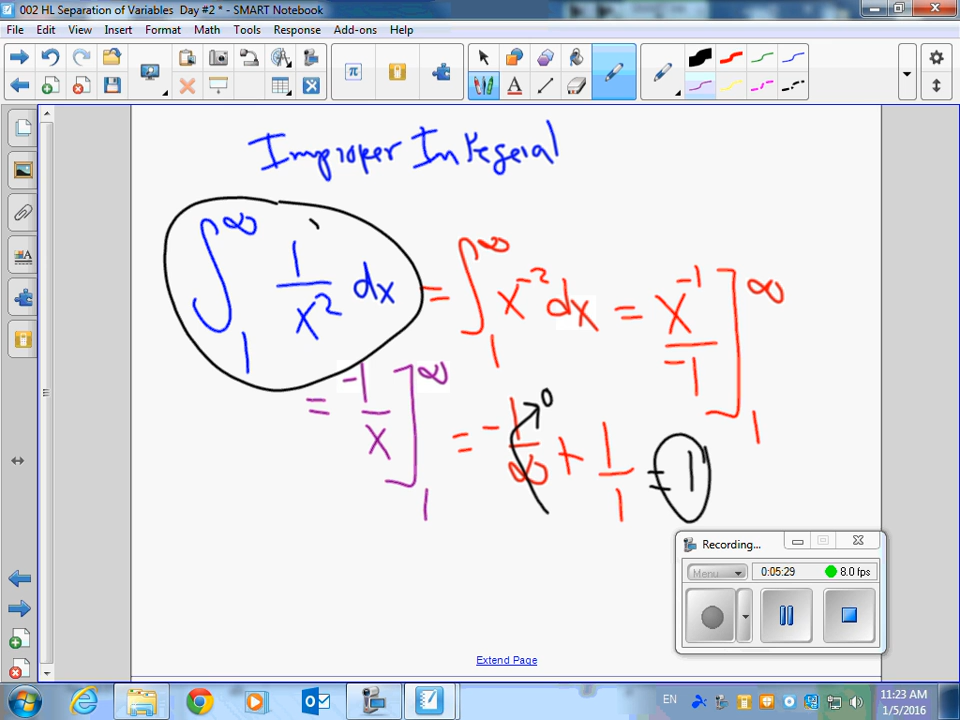 002 HL Separation of Variables Day #2 * - SMART Notebook
File Edit View Insert Format Math Tools Response Add-ons Help
Improper Integeral
∫₁^∞ 1/x² dx = ∫₁^∞ x⁻² dx = x⁻¹/-1 ]₁^∞
= -1/x ]₁^∞ = -1/∞ → 0 + 1/1 = 1
Recording...
Menu 0:05:29 8.0 fps
Extend Page
EN 11:23 AM
1/5/2016